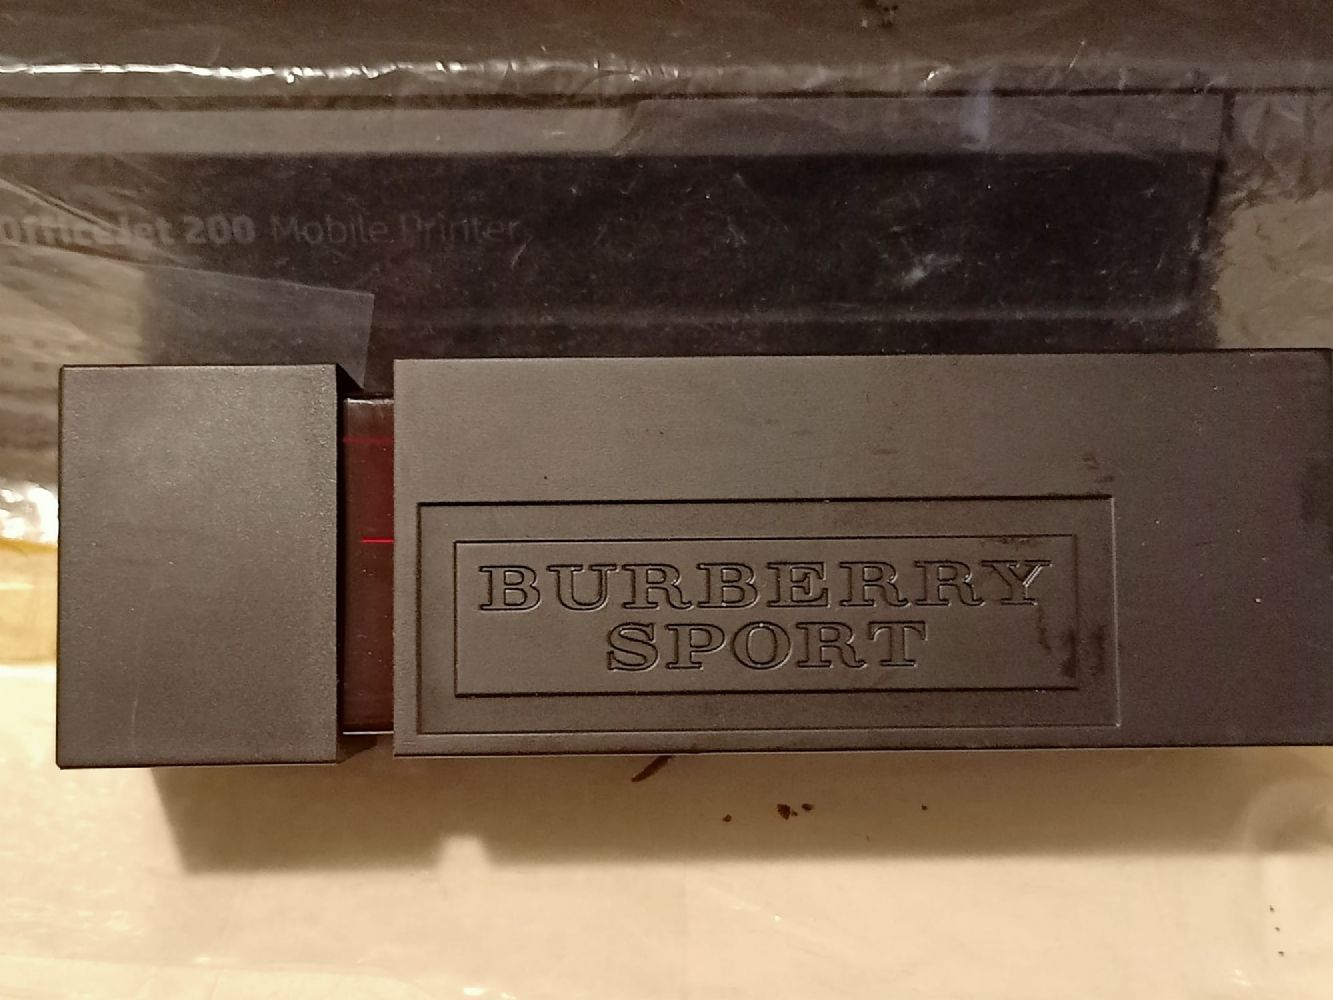 OfficeJet 200 Mobile Printer
BURBERRY
SPORT